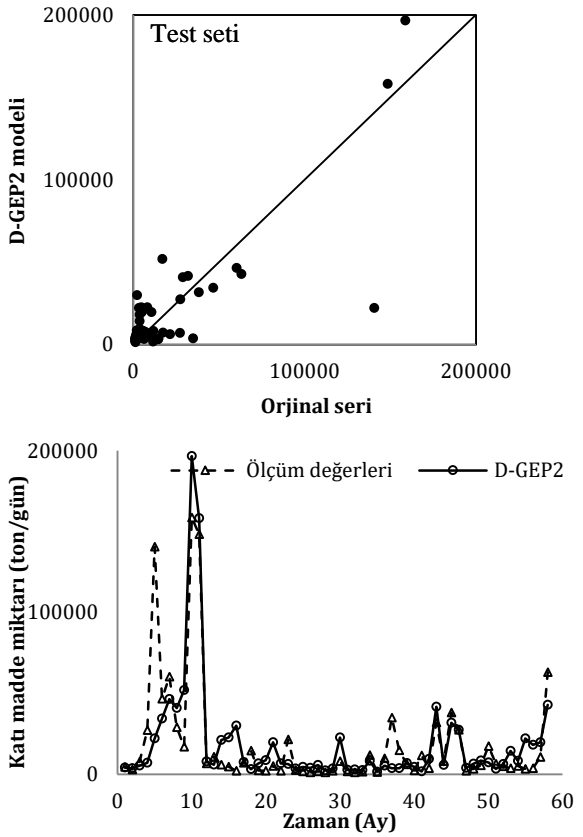 200000
Test seti
D-GEP2 modeli
100000
0
0
100000
200000
Orjinal seri
200000
Ölçüm değerleri
D-GEP2
Katı madde miktarı (ton/gün)
100000
0
0
10
20
30
40
50
60
Zaman (Ay)